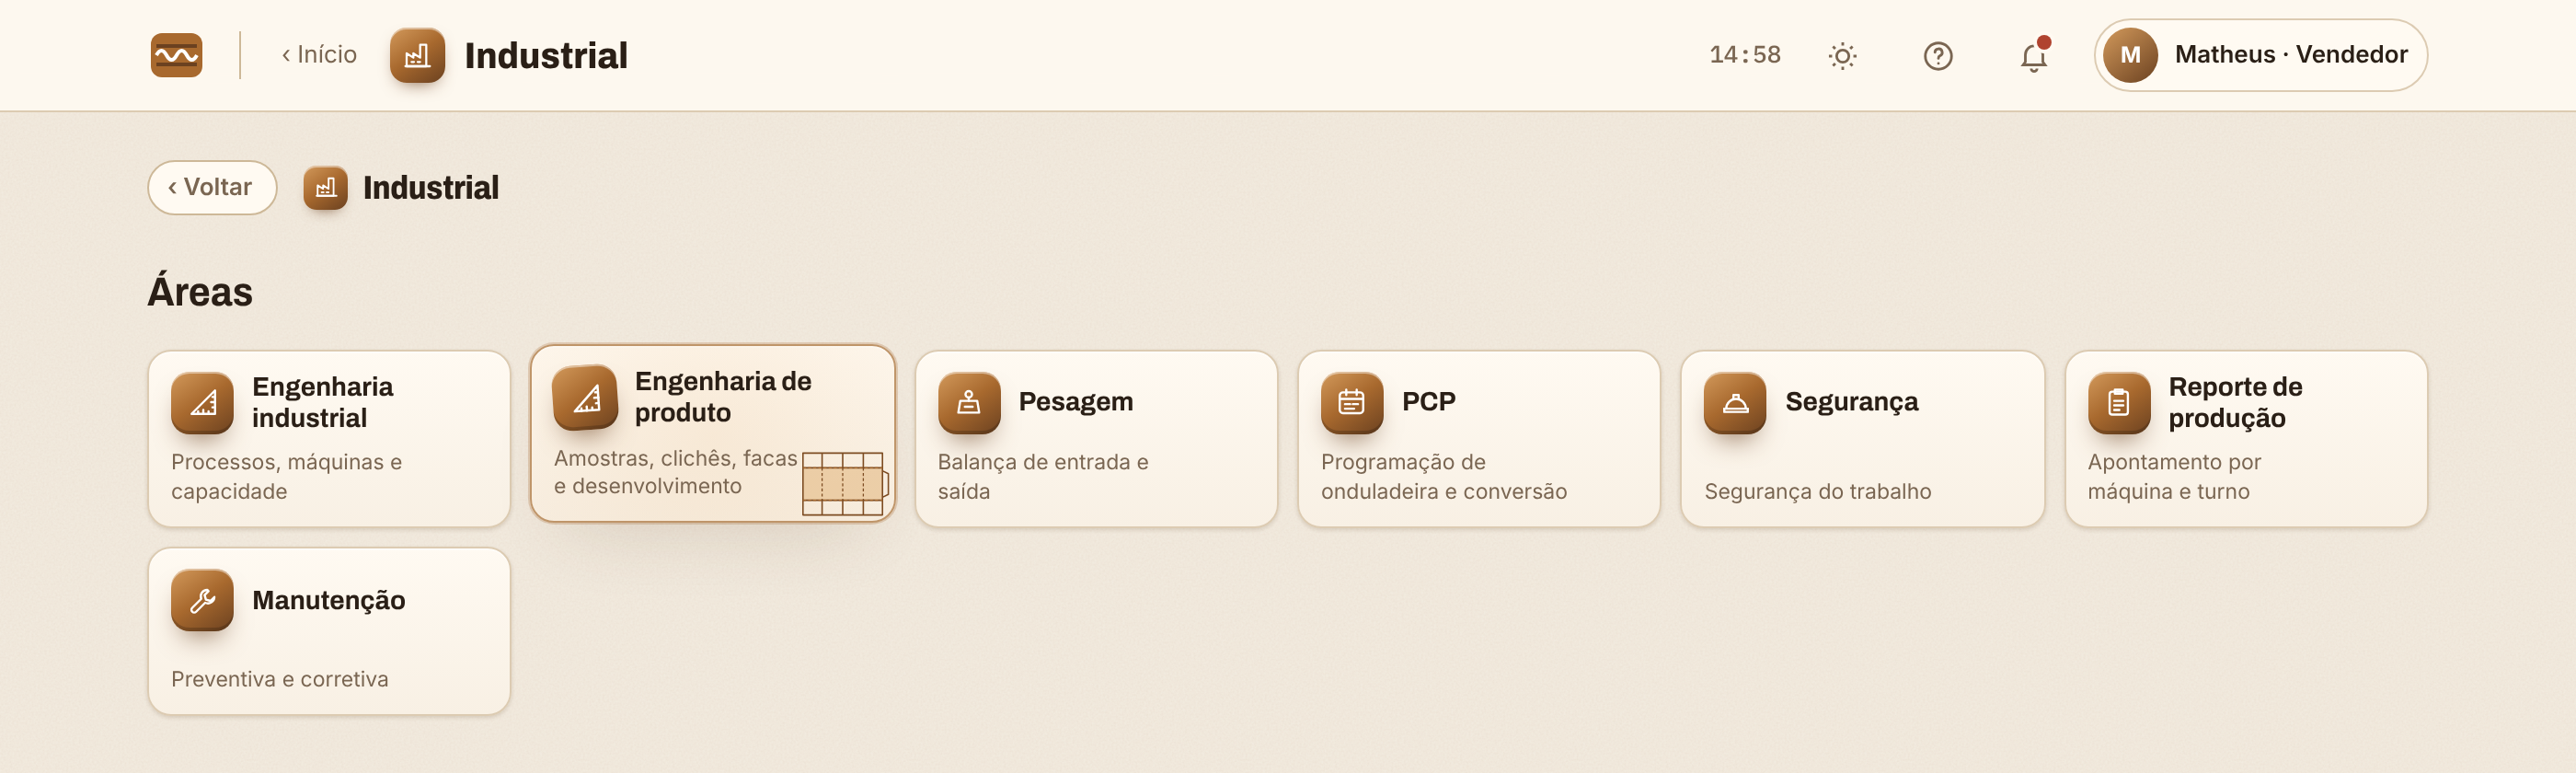 ‹ Início
Industrial
14:58
M
Matheus · Vendedor
‹ Voltar
Industrial
Áreas
Engenharia
industrial
Processos, máquinas e
capacidade
Engenharia de
produto
Amostras, clichês, facas
e desenvolvimento
Pesagem
Balança de entrada e
saída
PCP
Programação de
onduladeira e conversão
Segurança
Segurança do trabalho
Reporte de
produção
Apontamento por
máquina e turno
Manutenção
Preventiva e corretiva